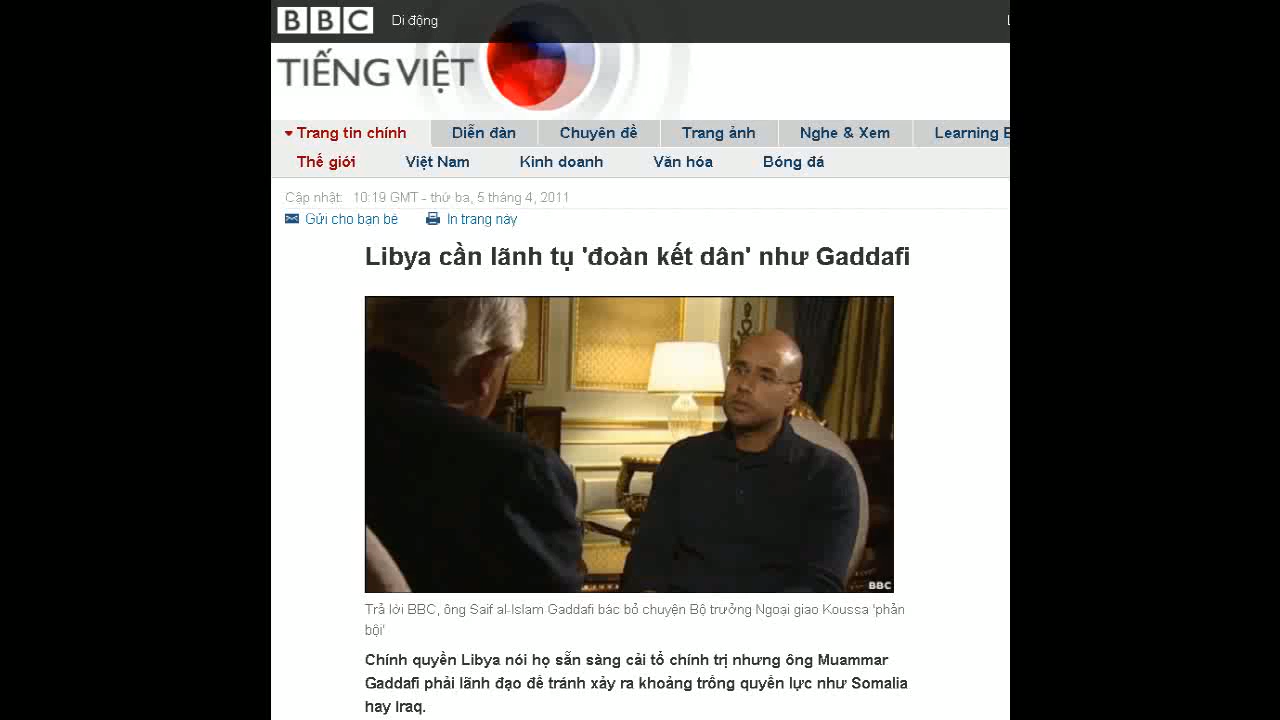 BBC Di động
TIẾNG VIỆT
Trang tin chính Diễn đàn Chuyên đề Trang ảnh Nghe & Xem Learning
Thế giới Việt Nam Kinh doanh Văn hóa Bóng đá
Cập nhật: 10:19 GMT - thứ ba, 5 tháng 4, 2011
Gửi cho bạn bè In trang này
Libya cần lãnh tụ 'đoàn kết dân' như Gaddafi
BBC
Trả lời BBC, ông Saif al-Islam Gaddafi bác bỏ chuyện Bộ trưởng Ngoại giao Koussa 'phản
bội'
Chính quyền Libya nói họ sẵn sàng cải tổ chính trị nhưng ông Muammar
Gaddafi phải lãnh đạo để tránh xảy ra khoảng trống quyền lực như Somalia
hay Iraq.